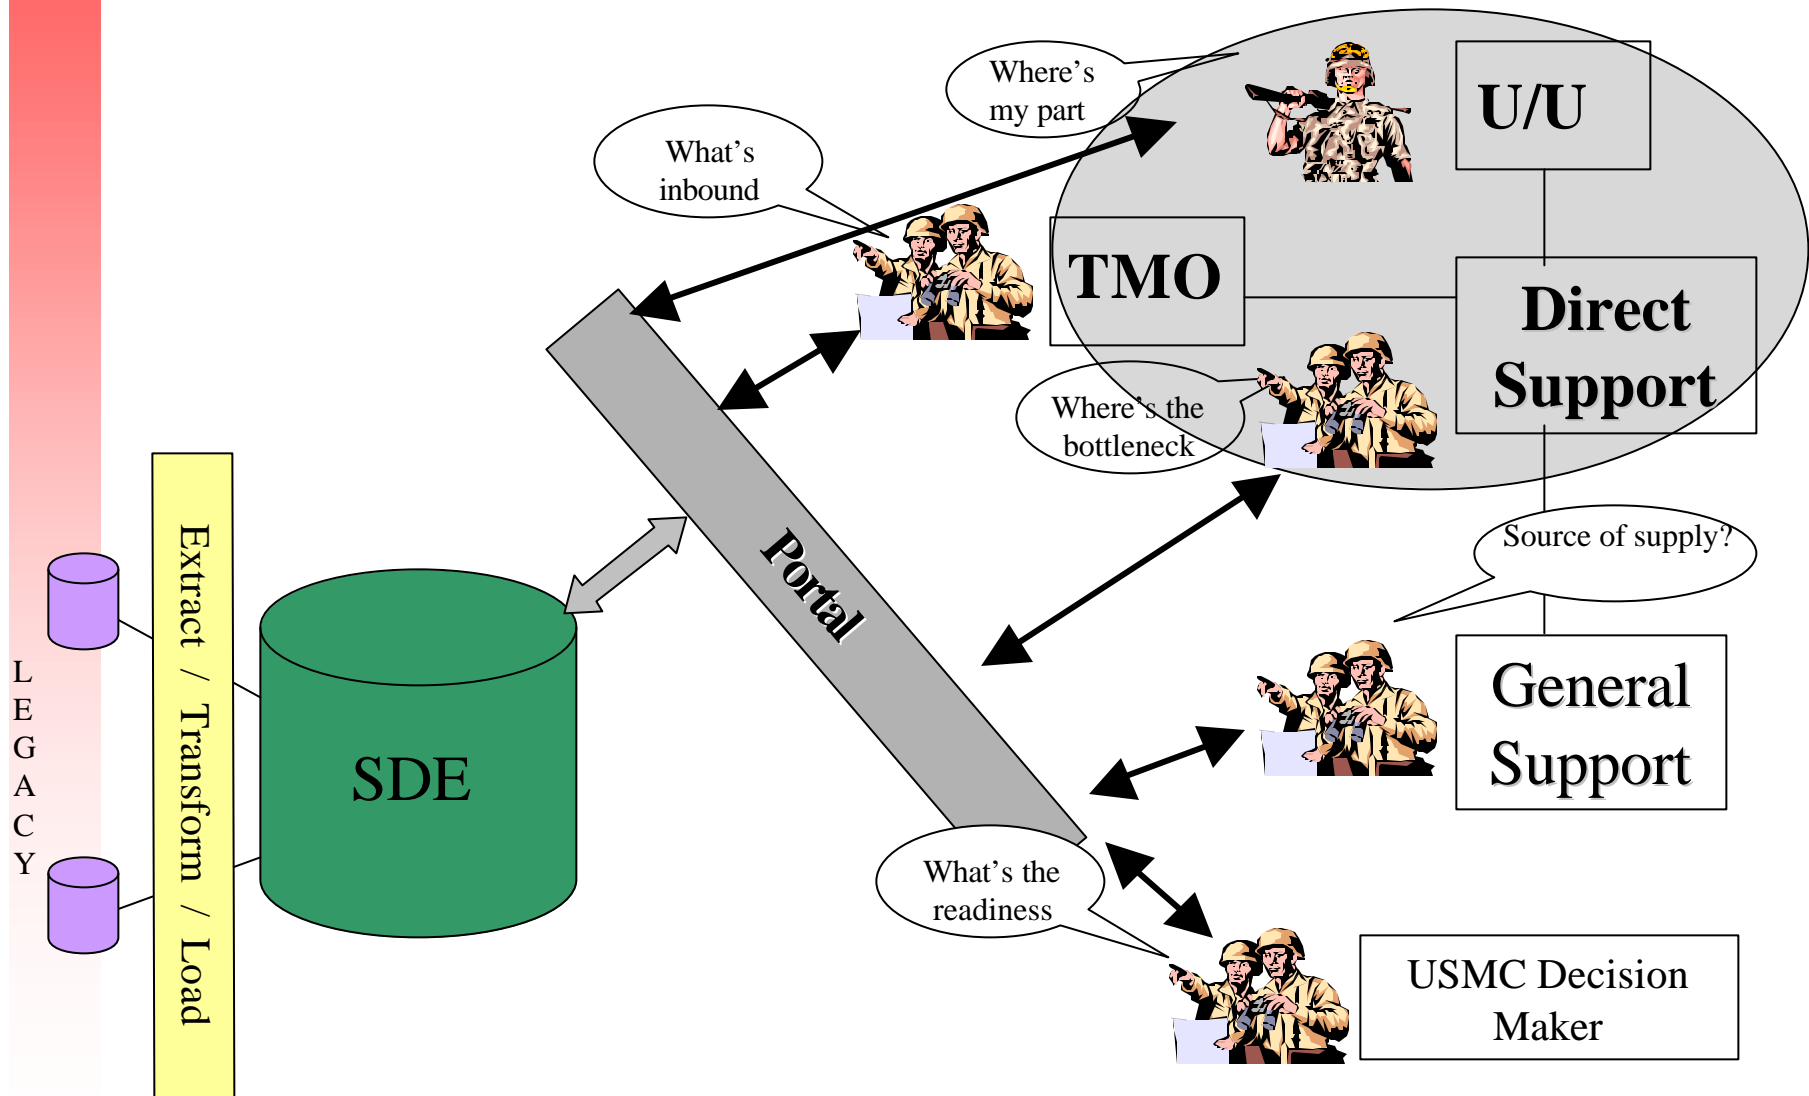 Where's
my part
U/U
What's
inbound
TMO
Direct
Support
Where's the
bottleneck
Source of supply?
Portal
General
Support
LEGACY
Extract / Transform / Load
SDE
What's the
readiness
USMC Decision
Maker